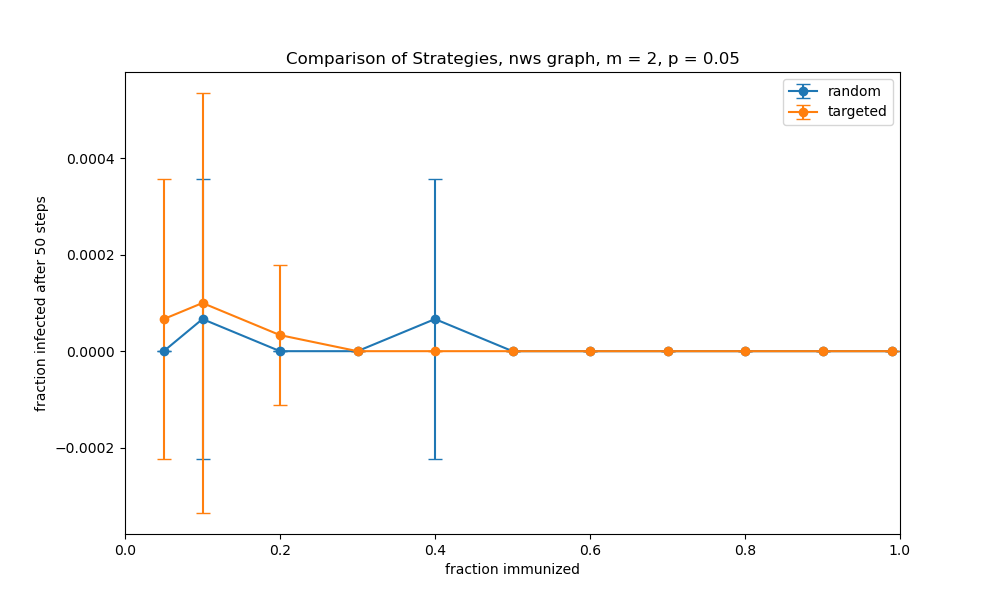 Comparison of Strategies, nws graph, m = 2, p = 0.05
random
targeted
fraction infected after 50 steps
0.0004
0.0002
0.0000
−0.0002
0.0 0.2 0.4 0.6 0.8 1.0
fraction immunized